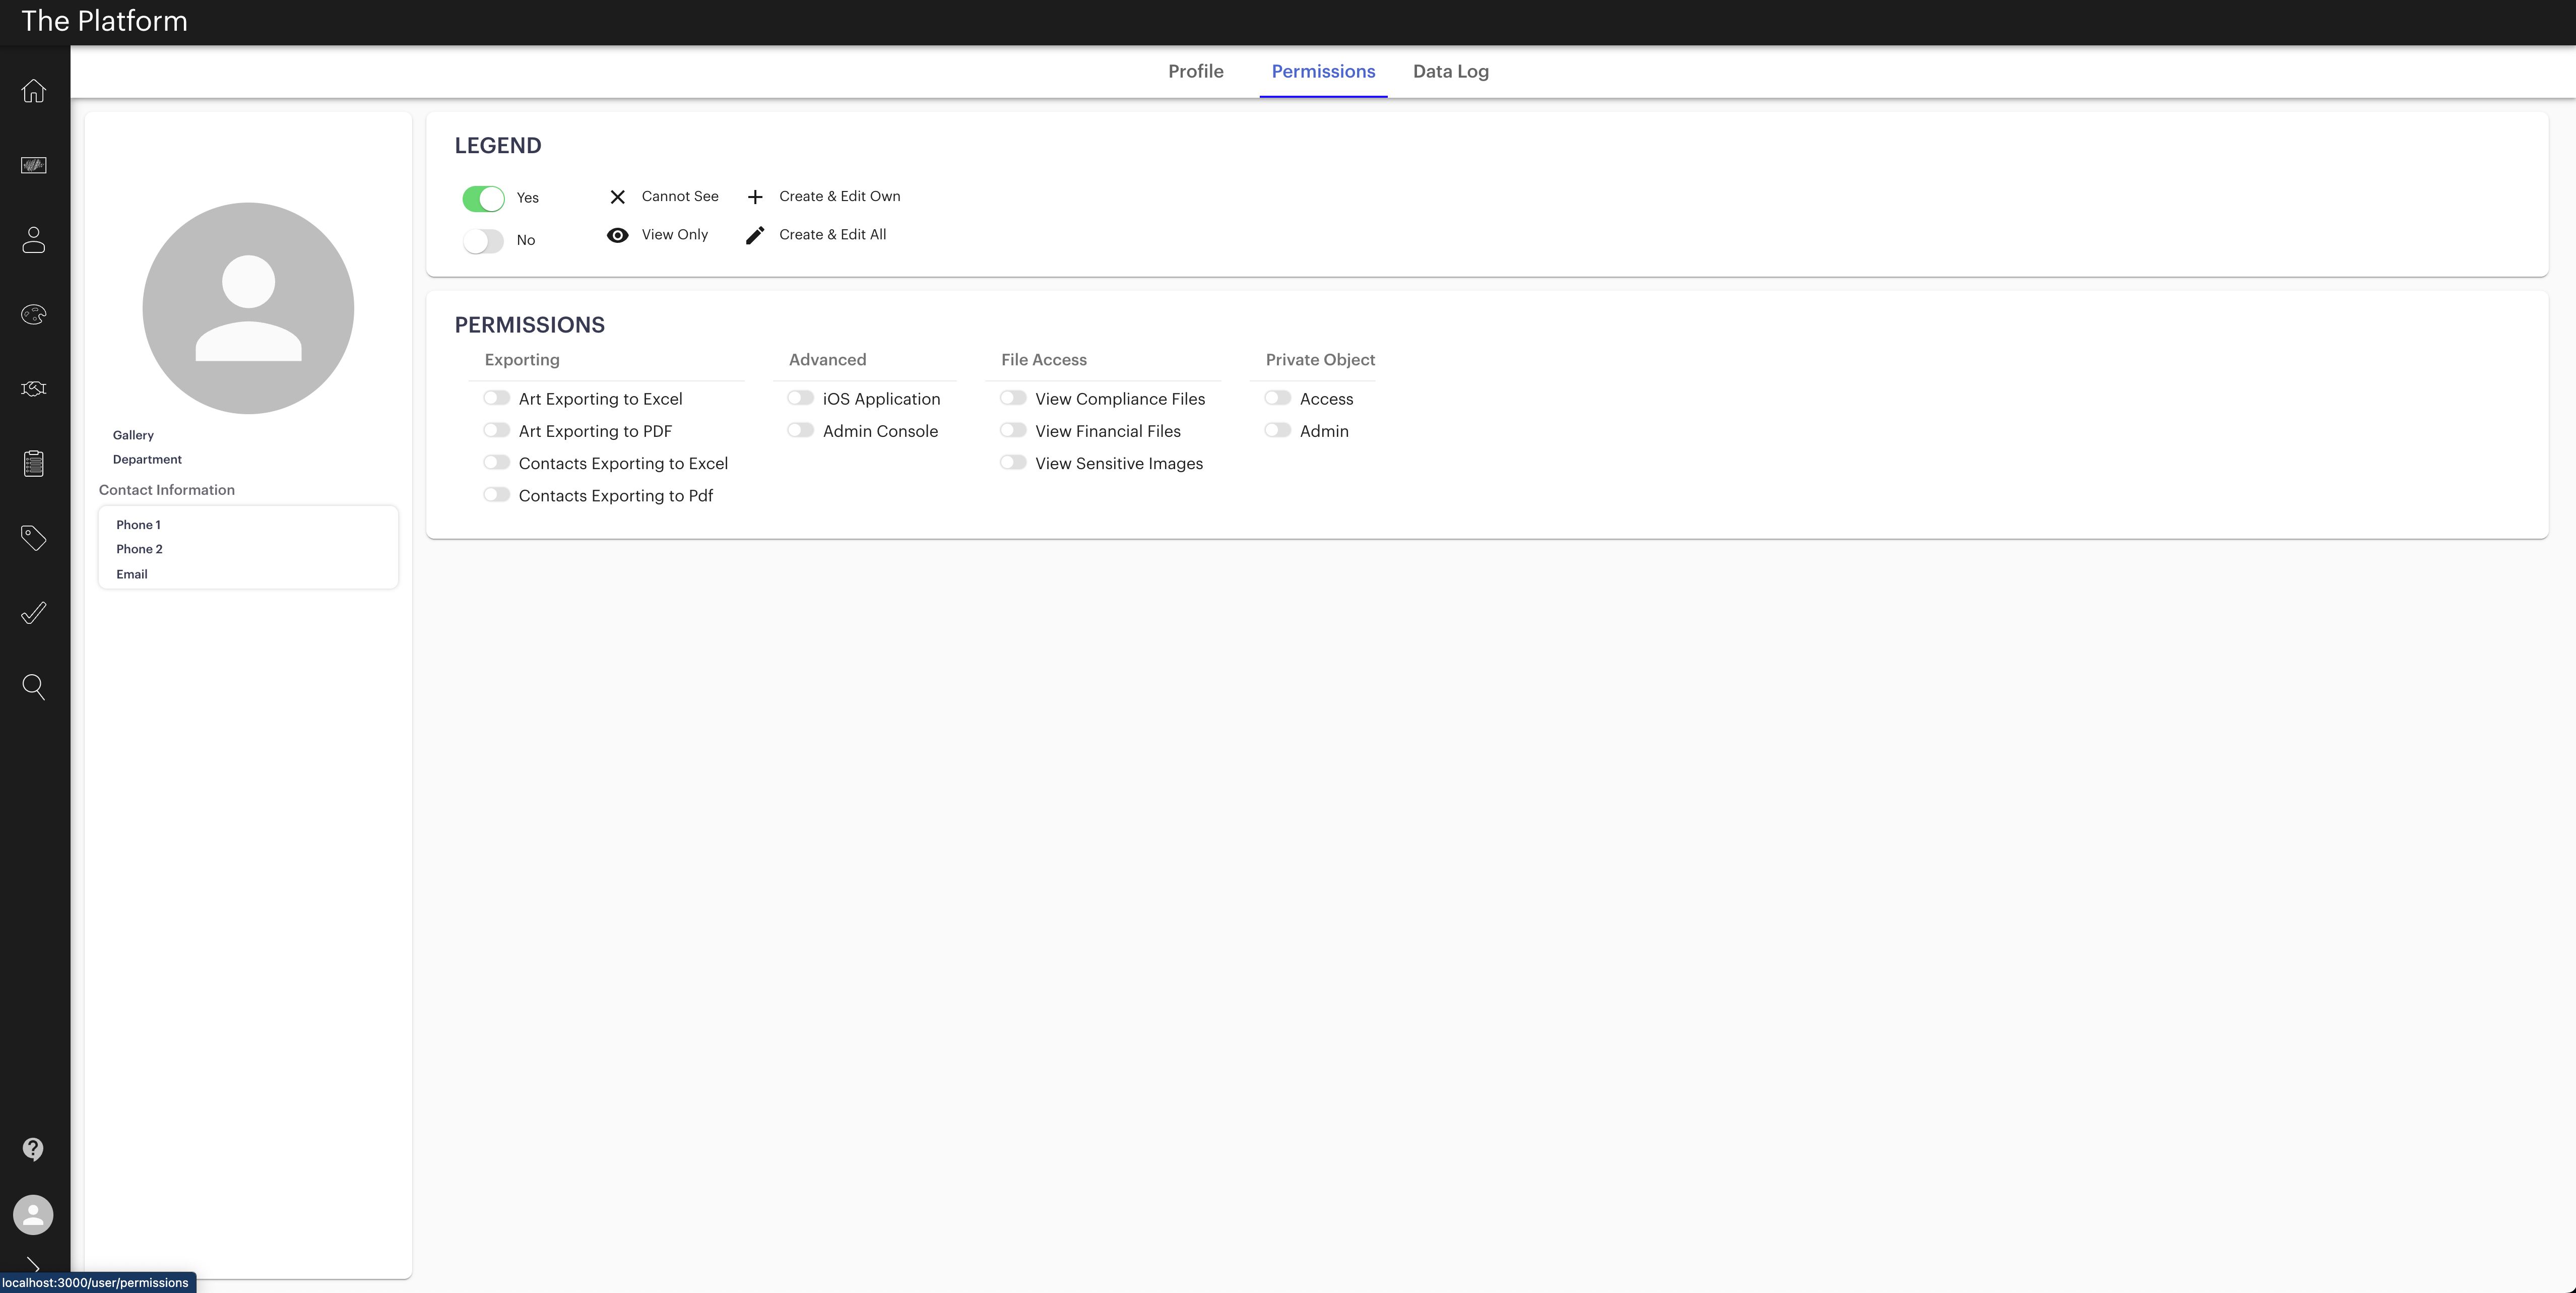 The Platform
Profile Permissions Data Log
LEGEND
Yes
Cannot See
Create & Edit Own
No
View Only
Create & Edit All
Gallery
Department
Contact Information
Phone 1
Phone 2
Email
PERMISSIONS
Exporting
Art Exporting to Excel
Art Exporting to PDF
Contacts Exporting to Excel
Contacts Exporting to Pdf
Advanced
iOS Application
Admin Console
File Access
View Compliance Files
View Financial Files
View Sensitive Images
Private Object
Access
Admin
localhost:3000/user/permissions